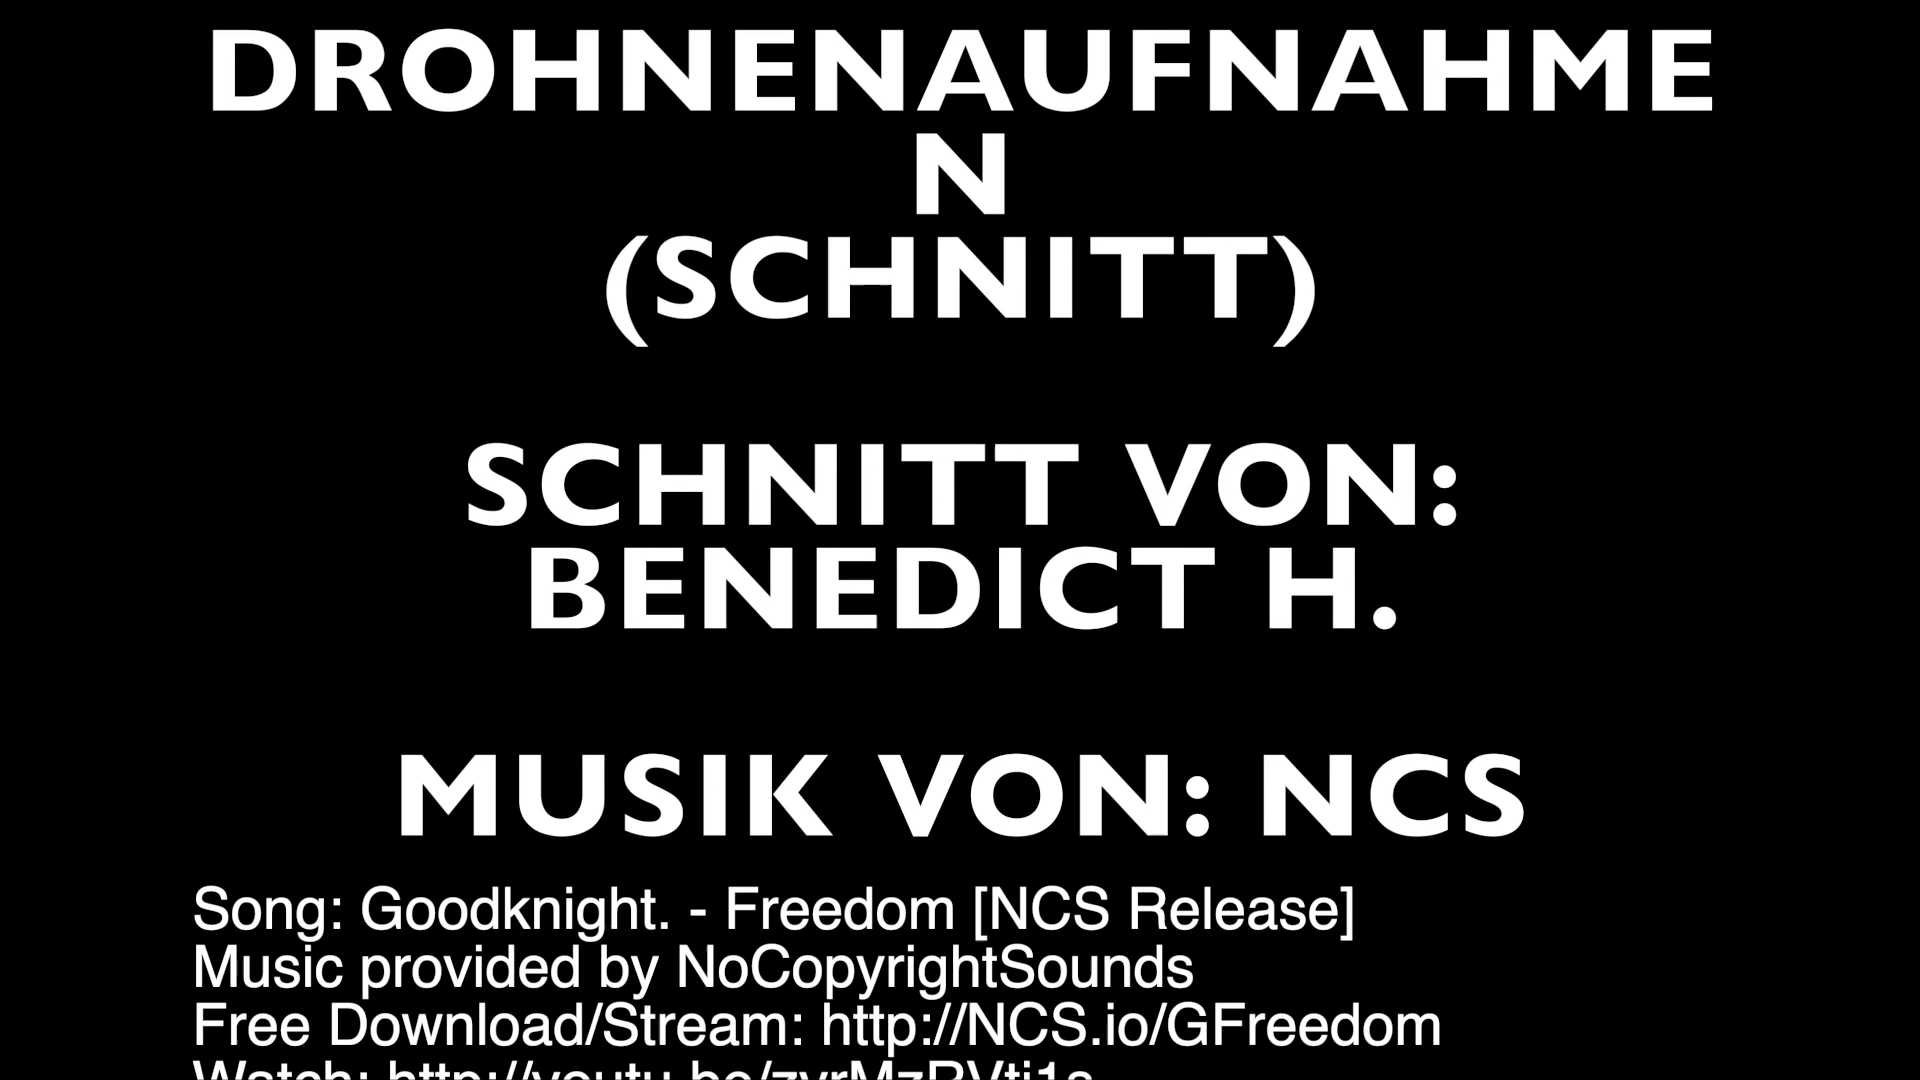 DROHNENAUFNAHME
N
(SCHNITT)
SCHNITT VON:
BENEDICT H.
MUSIK VON: NCS
Song: Goodknight. - Freedom [NCS Release]
Music provided by NoCopyrightSounds
Free Download/Stream: http://NCS.io/GFreedom
Watch: